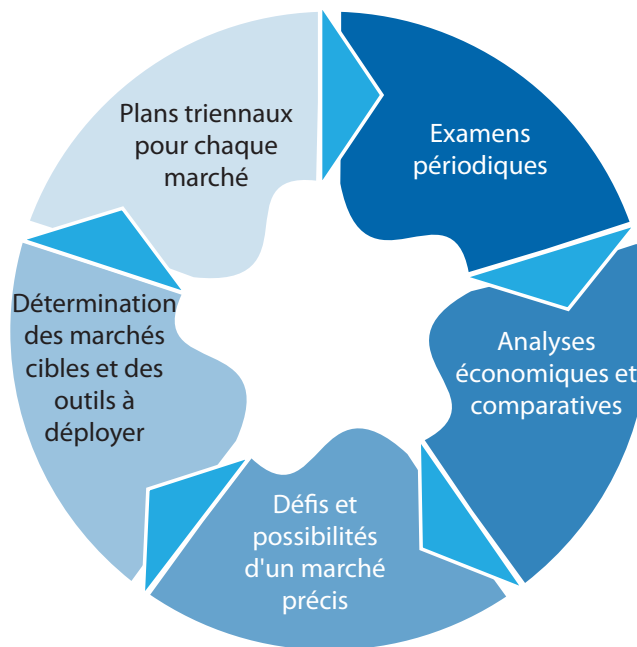 Plans triennaux
pour chaque
marché
Examens
périodiques
Analyses
économiques et
comparatives
Défis et
possibilités
d'un marché
précis
Détermination
des marchés
cibles et des
outils à
déployer